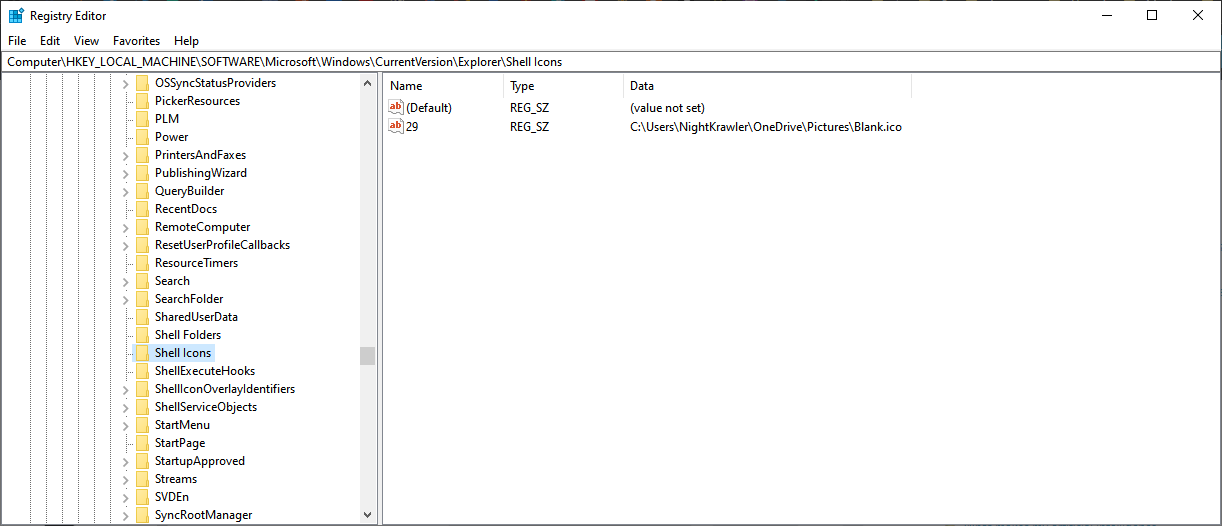 Registry Editor
File Edit View Favorites Help
Computer\HKEY_LOCAL_MACHINE\SOFTWARE\Microsoft\Windows\CurrentVersion\Explorer\Shell Icons
OSSyncStatusProviders
PickerResources
PLM
Power
PrintersAndFaxes
PublishingWizard
QueryBuilder
RecentDocs
RemoteComputer
ResetUserProfileCallbacks
ResourceTimers
Search
SearchFolder
SharedUserData
Shell Folders
Shell Icons
ShellExecuteHooks
ShellIconOverlayIdentifiers
ShellServiceObjects
StartMenu
StartPage
StartupApproved
Streams
SVDEn
SyncRootManager
Name Type Data
ab (Default) REG_SZ (value not set)
ab 29 REG_SZ C:\Users\NightKrawler\OneDrive\Pictures\Blank.ico